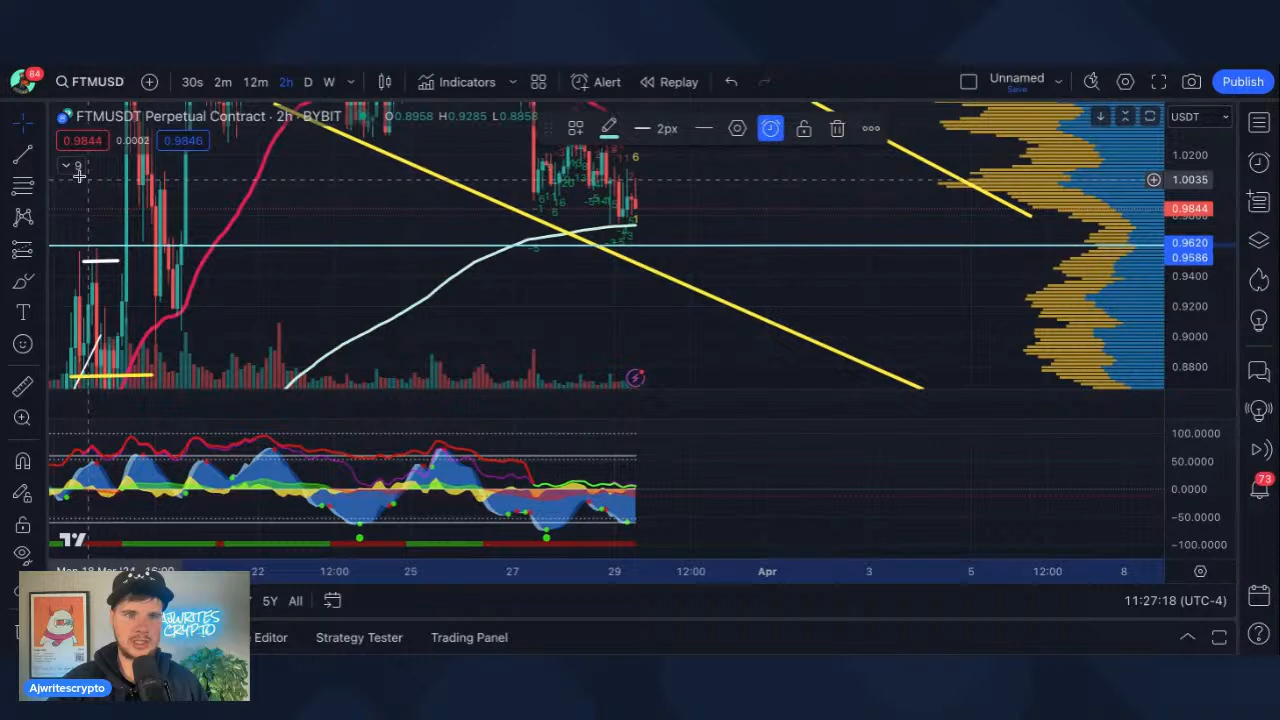 84 FTMUSD 30s 2m 12m 2h D W Indicators Alert Replay Unnamed Save Publish
FTMUSDT Perpetual Contract · 2h · BYBIT O0.8958 H0.9285 L0.8958 2px USDT
0.9844 0.0002 0.9846
9
1.0200
1.0035
0.9844
0.9620
0.9586
0.9400
0.9200
0.9000
0.8800
100.0000
50.0000
0.0000
−50.0000
−100.0000
73
Mon 18 Mar '24 16:00 22 12:00 25 27 29 12:00 Apr 3 5 12:00 8
5Y All 11:27:18 (UTC-4)
Editor Strategy Tester Trading Panel
AJWRITES
CRYPTO
Ajwritescrypto